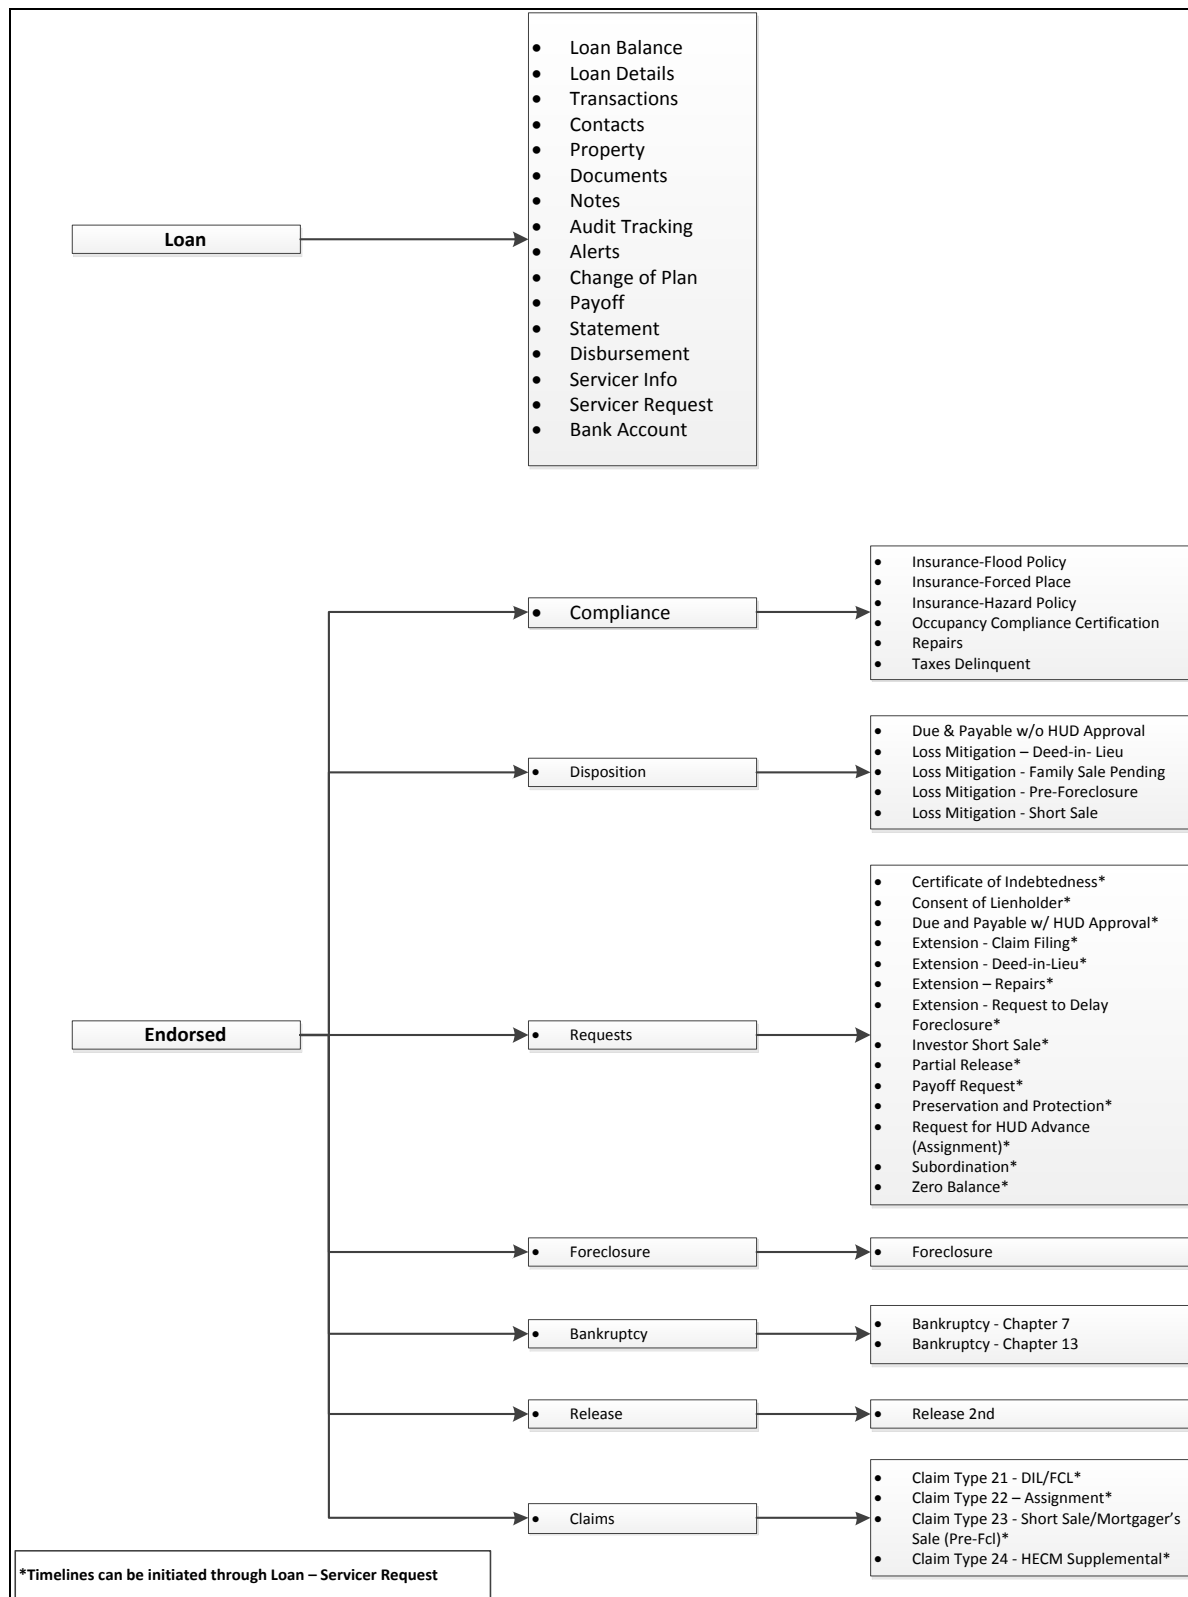 Loan
• Loan Balance
• Loan Details
• Transactions
• Contacts
• Property
• Documents
• Notes
• Audit Tracking
• Alerts
• Change of Plan
• Payoff
• Statement
• Disbursement
• Servicer Info
• Servicer Request
• Bank Account
Endorsed
• Compliance
• Insurance-Flood Policy
• Insurance-Forced Place
• Insurance-Hazard Policy
• Occupancy Compliance Certification
• Repairs
• Taxes Delinquent
• Disposition
• Due & Payable w/o HUD Approval
• Loss Mitigation – Deed-in- Lieu
• Loss Mitigation - Family Sale Pending
• Loss Mitigation - Pre-Foreclosure
• Loss Mitigation - Short Sale
• Requests
• Certificate of Indebtedness*
• Consent of Lienholder*
• Due and Payable w/ HUD Approval*
• Extension - Claim Filing*
• Extension - Deed-in-Lieu*
• Extension – Repairs*
• Extension - Request to Delay
Foreclosure*
• Investor Short Sale*
• Partial Release*
• Payoff Request*
• Preservation and Protection*
• Request for HUD Advance
(Assignment)*
• Subordination*
• Zero Balance*
• Foreclosure
• Foreclosure
• Bankruptcy
• Bankruptcy - Chapter 7
• Bankruptcy - Chapter 13
• Release
• Release 2nd
• Claims
• Claim Type 21 - DIL/FCL*
• Claim Type 22 – Assignment*
• Claim Type 23 - Short Sale/Mortgager’s
Sale (Pre-Fcl)*
• Claim Type 24 - HECM Supplemental*
*Timelines can be initiated through Loan – Servicer Request